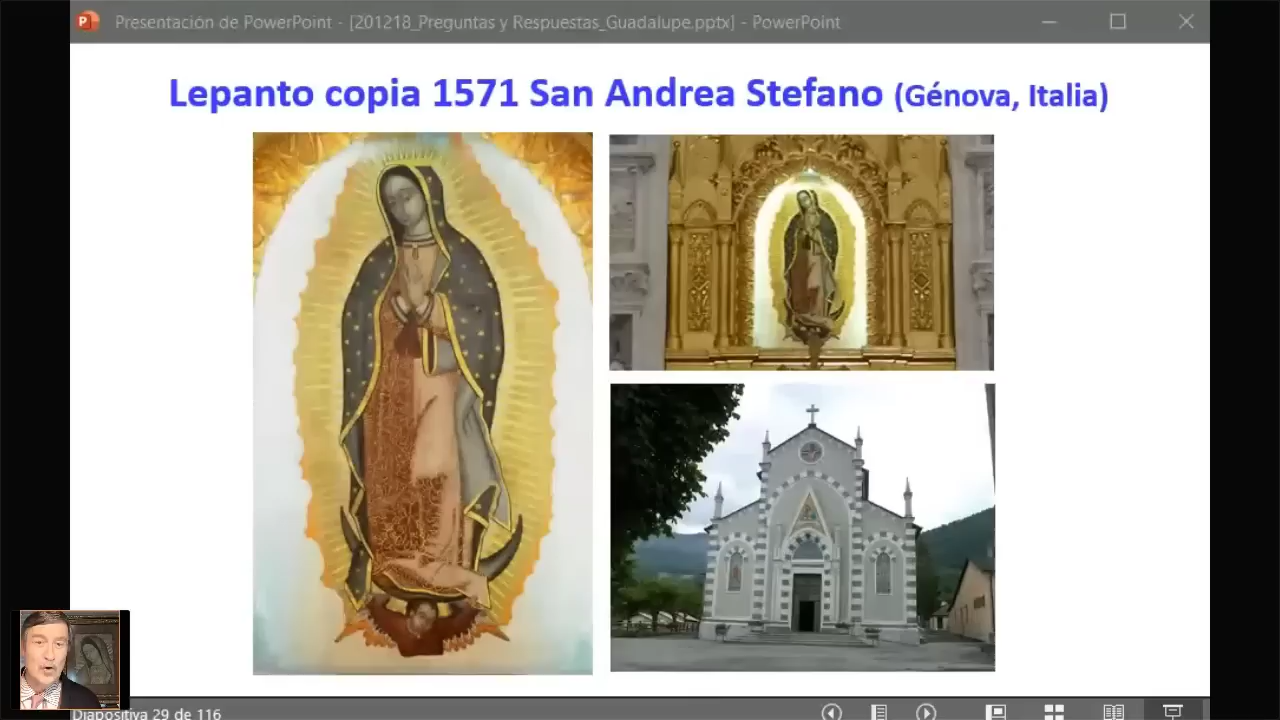 Presentación de PowerPoint - [201218_Preguntas y Respuestas_Guadalupe.pptx] - PowerPoint
Lepanto copia 1571 San Andrea Stefano (Génova, Italia)
Diapositiva 29 de 116